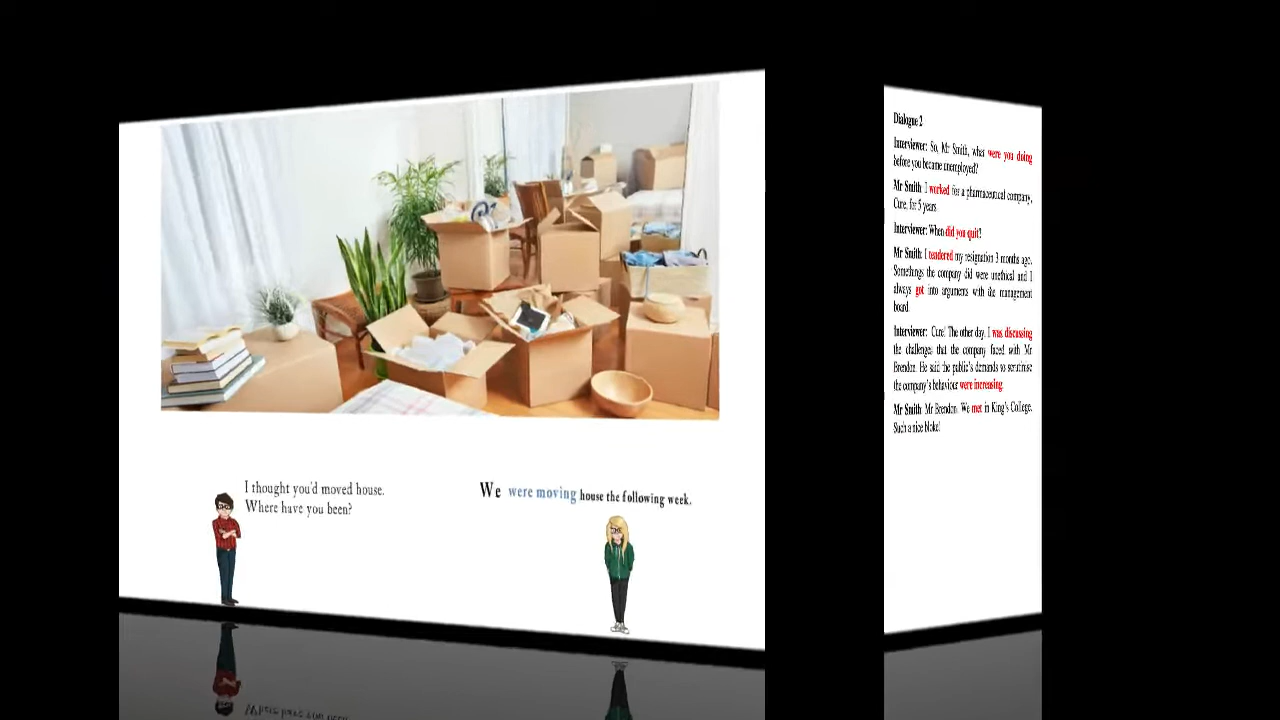 I thought you'd moved house.
Where have you been?
We were moving house the following week.
Dialogue 2
Interviewer: So, Mr Smith, what were you doing
before you became unemployed?
Mr Smith: I worked for a pharmaceutical company,
Cure, for 5 years.
Interviewer: When did you quit?
Mr Smith: I tendered my resignation 3 months ago.
Somethings the company did were unethical and I
always got into arguments with the management
board.
Interviewer: Cure! The other day, I was discussing
the challenges that the company faced with Mr
Brendon. He said the public's demands to scrutinise
the company's behaviour were increasing.
Mr Smith: Mr Brendon. We met in King's College.
Such a nice bloke!